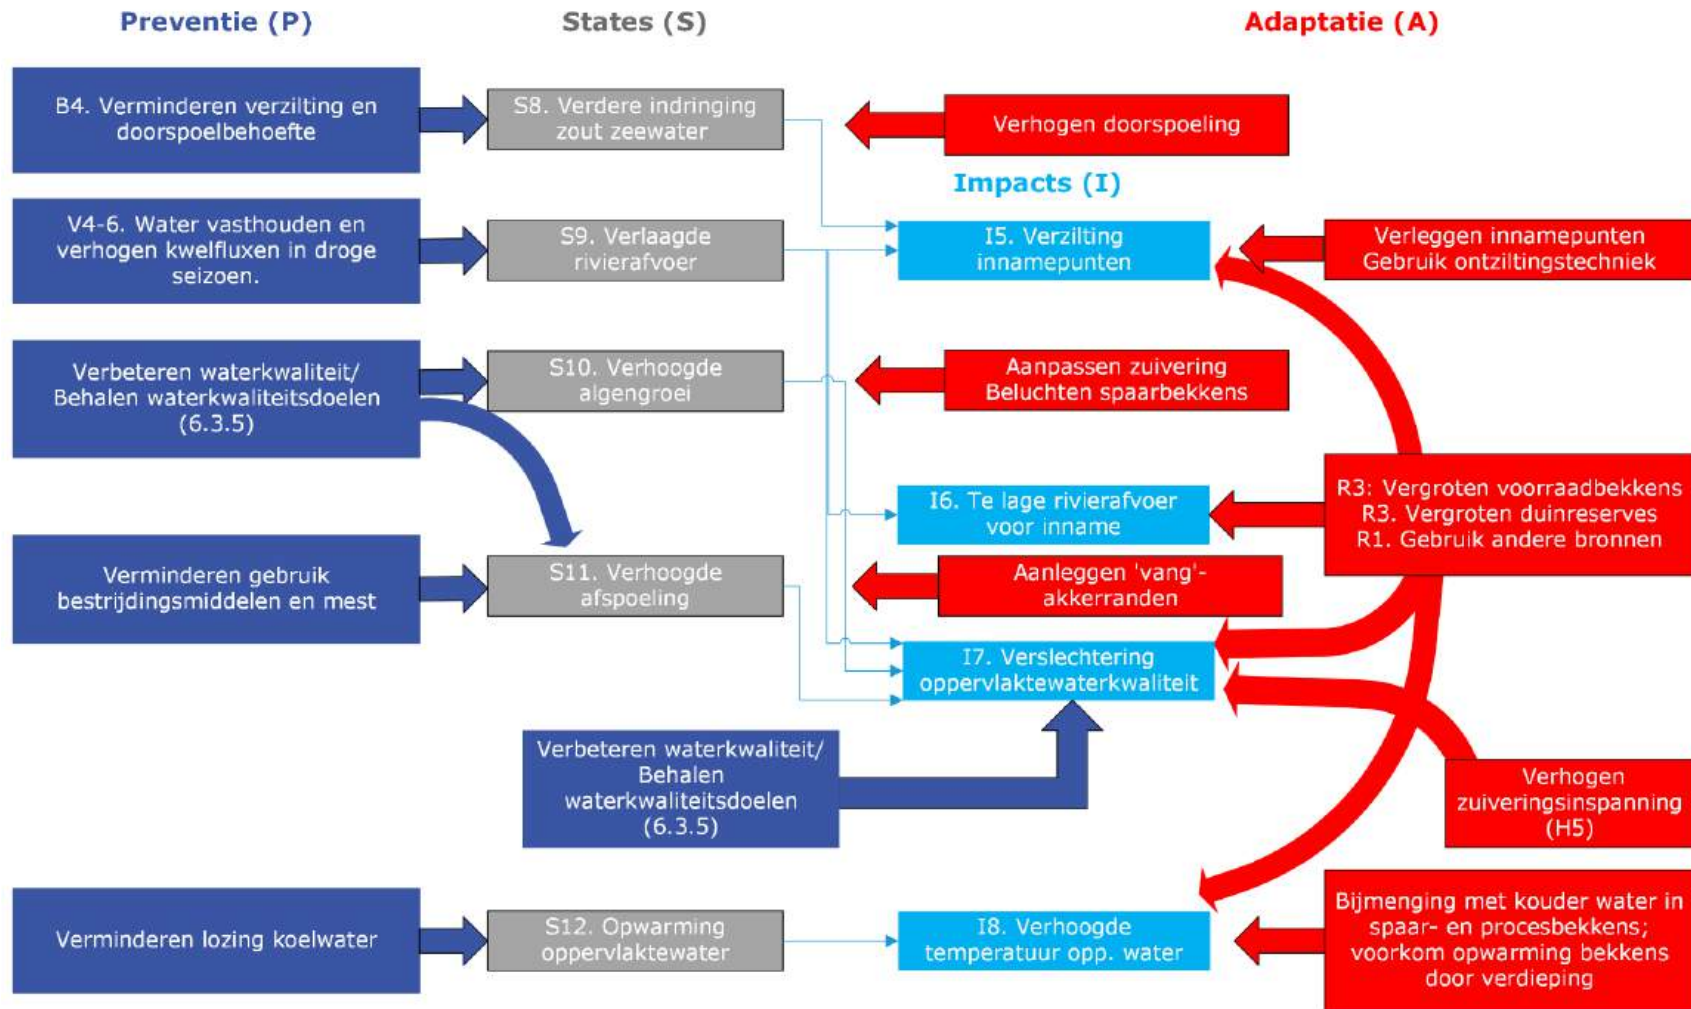 Preventie (P)
States (S)
Adaptatie (A)
B4. Verminderen verzilting en
doorspoelbehoefte
S8. Verdere indringing
zout zeewater
Verhogen doorspoeling
Impacts (I)
V4-6. Water vasthouden en
verhogen kwelfluxen in droge
seizoen.
S9. Verlaagde
rivierafvoer
I5. Verzilting
innamepunten
Verleggen innamepunten
Gebruik ontziltingstechniek
Verbeteren waterkwaliteit/
Behalen waterkwaliteitsdoelen
(6.3.5)
S10. Verhoogde
algengroei
Aanpassen zuivering
Beluchten spaarbekkens
I6. Te lage rivierafvoer
voor inname
R3: Vergroten voorraadbekkens
R3. Vergroten duinreserves
R1. Gebruik andere bronnen
Verminderen gebruik
bestrijdingsmiddelen en mest
S11. Verhoogde
afspoeling
Aanleggen 'vang'-
akkerranden
I7. Verslechtering
oppervlaktewaterkwaliteit
Verbeteren waterkwaliteit/
Behalen
waterkwaliteitsdoelen
(6.3.5)
Verhogen
zuiveringsinspanning
(H5)
Verminderen lozing koelwater
S12. Opwarming
oppervlaktewater
I8. Verhoogde
temperatuur opp. water
Bijmenging met kouder water in
spaar- en procesbekkens;
voorkom opwarming bekkens
door verdieping